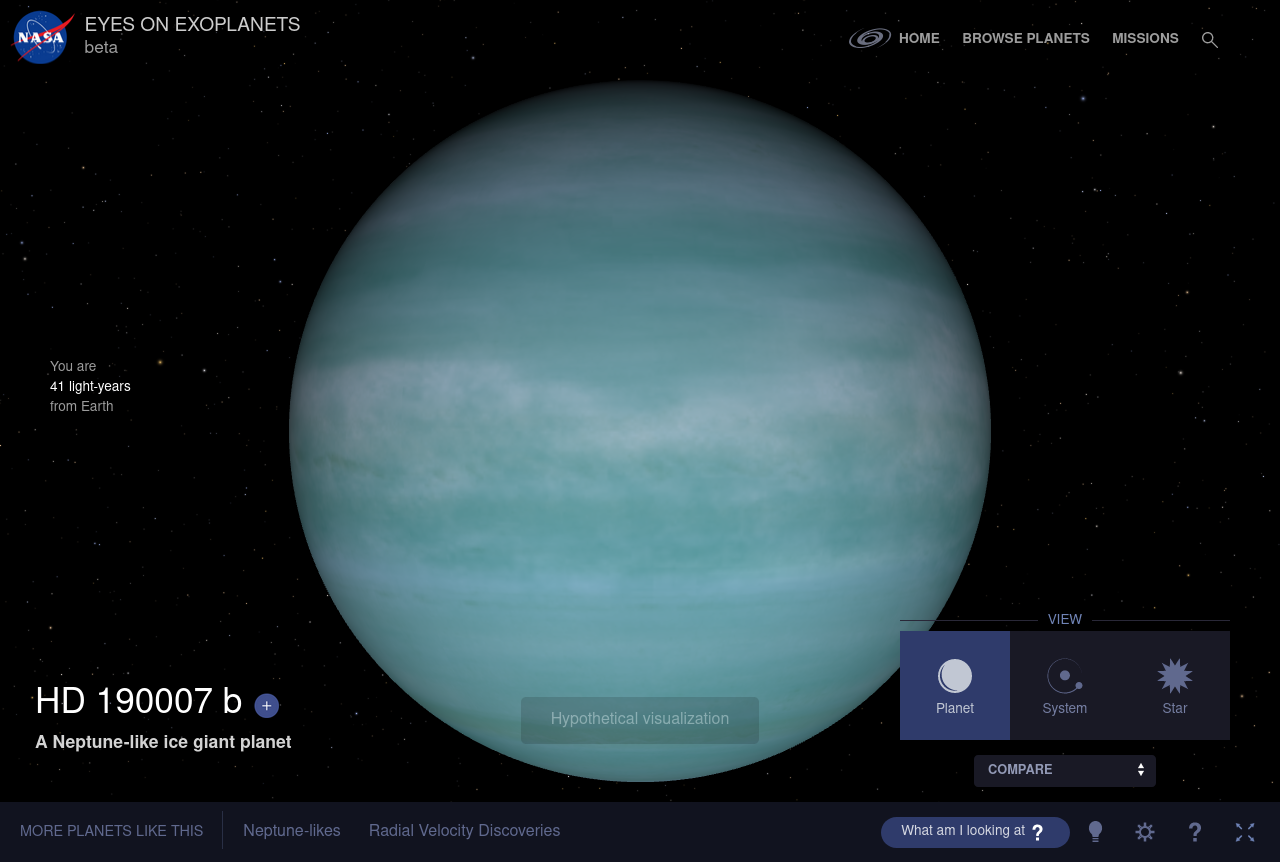 NASA
EYES ON EXOPLANETS
beta
HOME
BROWSE PLANETS
MISSIONS
You are
41 light-years
from Earth
VIEW
Planet
System
Star
HD 190007 b +
A Neptune-like ice giant planet
Hypothetical visualization
COMPARE
MORE PLANETS LIKE THIS
Neptune-likes
Radial Velocity Discoveries
What am I looking at ?
?